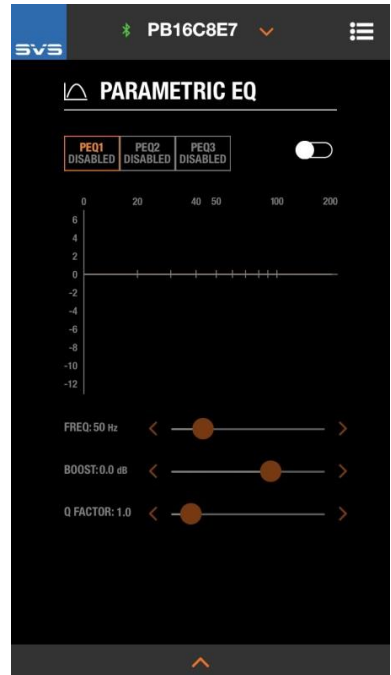 SVS
PB16C8E7
PARAMETRIC EQ
PEQ1 PEQ2 PEQ3
DISABLED DISABLED DISABLED
0 20 40 50 100 200
6
4
2
0
-2
-4
-6
-8
-10
-12
FREQ: 50 Hz
BOOST: 0.0 dB
Q FACTOR: 1.0